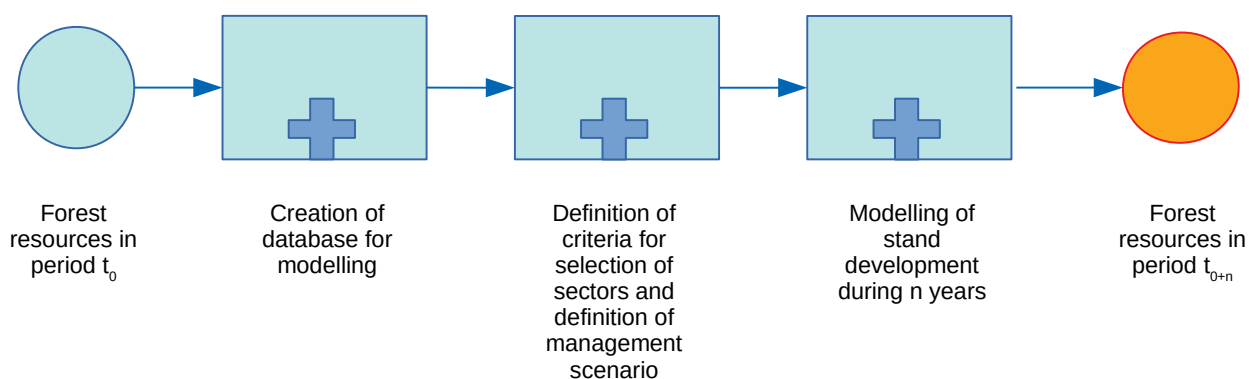 Forest
resources in
period t0
Creation of
database for
modelling
Definition of
criteria for
selection of
sectors and
definition of
management
scenario
Modelling of
stand
development
during n years
Forest
resources in
period t0+n